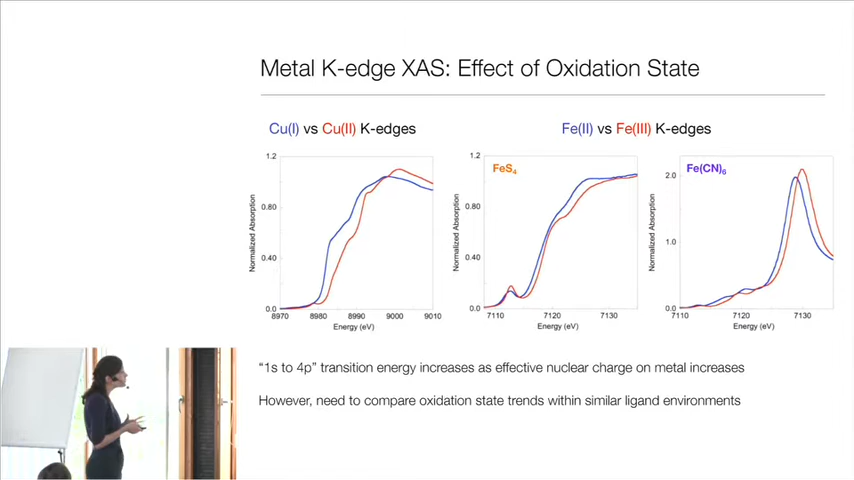 Metal K-edge XAS: Effect of Oxidation State
Cu(I) vs Cu(II) K-edges
Fe(II) vs Fe(III) K-edges
1.2
0.80
0.40
0.0
Normalized Absorption
8970 8980 8990 9000 9010
Energy (eV)
FeS4
1.2
0.80
0.40
0.0
Normalized Absorption
7110 7120 7130
Energy (eV)
Fe(CN)6
2.0
1.0
0.0
Normalized Absorption
7110 7120 7130
Energy (eV)
“1s to 4p” transition energy increases as effective nuclear charge on metal increases
However, need to compare oxidation state trends within similar ligand environments